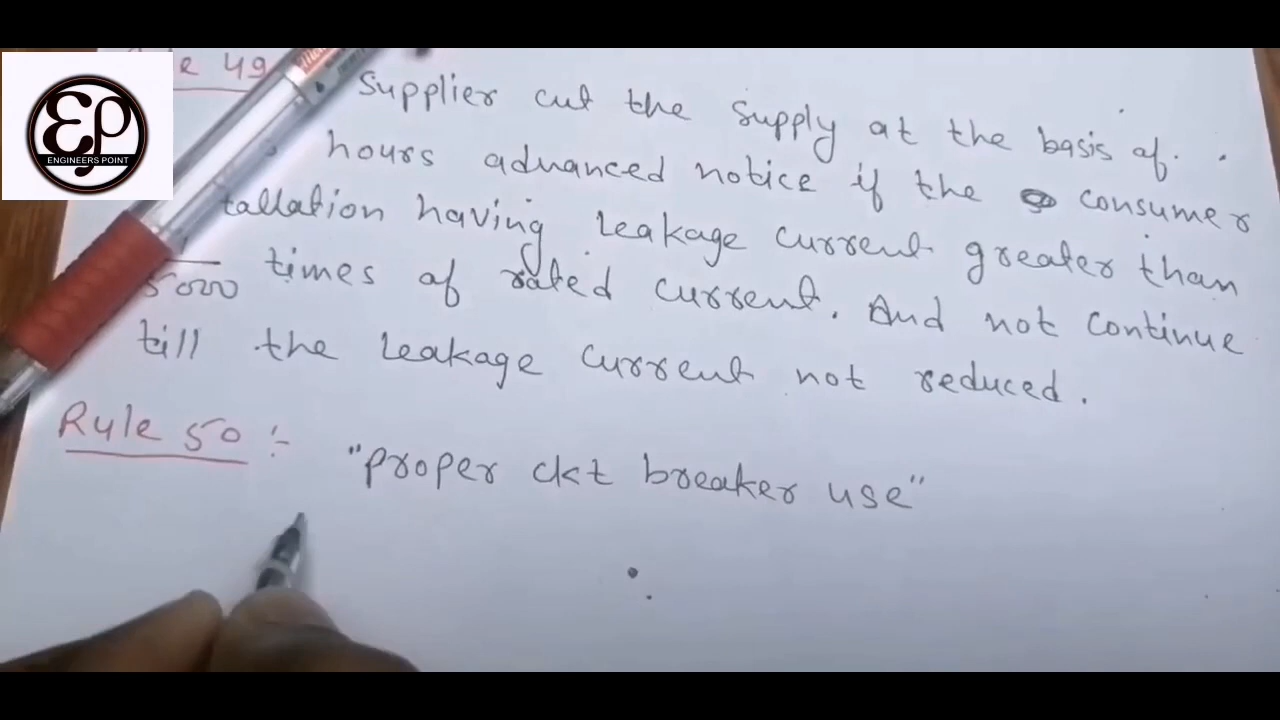 EP
ENGINEERS POINT
49
Supplier cut the supply at the basis of
hours advanced notice if the consumer
tallation having leakage current greater than
5000 times of rated current. And not continue
till the leakage current not reduced.
Rule 50 :-
"proper ckt breaker use"